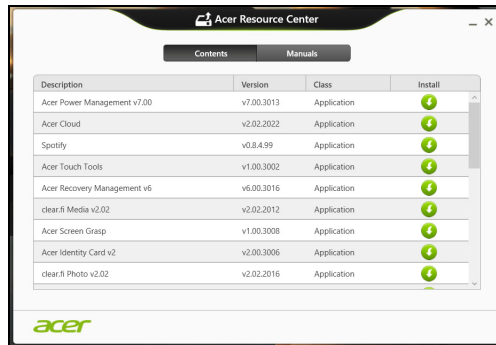 Acer Resource Center
Contents Manuals
Description Version Class Install
Acer Power Management v7.00 v7.00.3013 Application
Acer Cloud v2.02.2022 Application
Spotify v0.8.4.99 Application
Acer Touch Tools v1.00.3002 Application
Acer Recovery Management v6 v6.00.3016 Application
clear.fi Media v2.02 v2.02.2012 Application
Acer Screen Grasp v1.00.3008 Application
Acer Identity Card v2 v2.00.3006 Application
clear.fi Photo v2.02 v2.02.2016 Application
acer